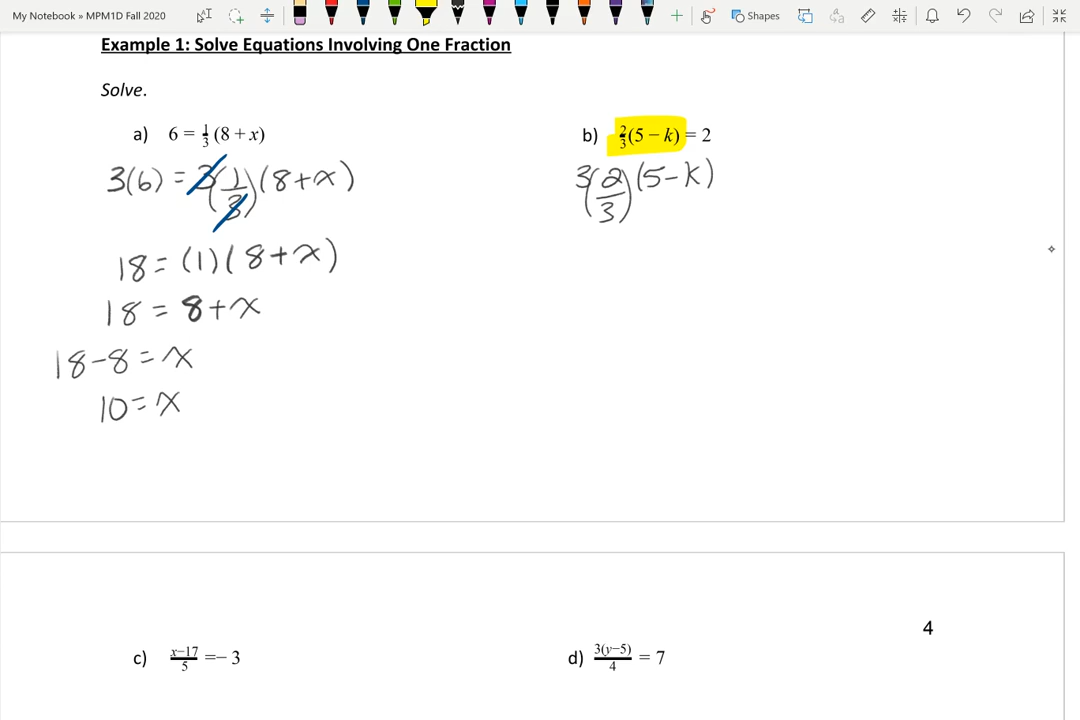 My Notebook » MPM1D Fall 2020
Shapes
Example 1: Solve Equations Involving One Fraction
Solve.
a) 6 = 1/3 (8 + x)
3(6) = 3(1/3)(8+x)
18 = (1)(8+x)
18 = 8+x
18-8 = x
10 = x
b) 2/3(5 – k) = 2
3(2/3)(5-k)
4
c) x–17/5 =– 3
d) 3(y–5)/4 = 7